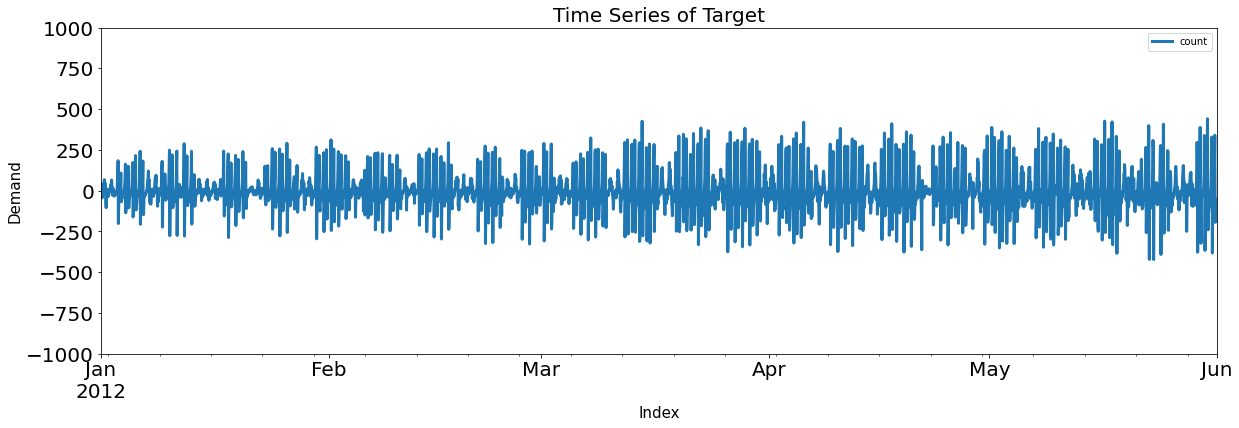 Time Series of Target
count
Demand
1000
750
500
250
0
−250
−500
−750
−1000
Jan Feb Mar Apr May Jun
2012
Index